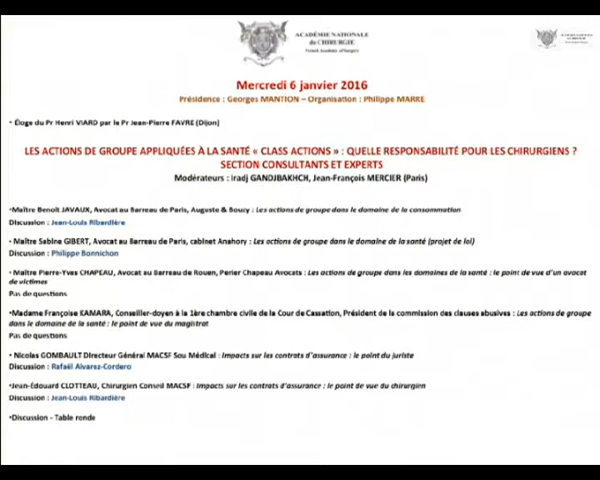 ACADÉMIE NATIONALE
de CHIRURGIE
French Academy of Surgery
Mercredi 6 janvier 2016
Présidence : Georges MANTION – Organisation : Philippe MARRE
• Éloge du Pr Henri VIARD par le Pr Jean-Pierre FAVRE (Dijon)
LES ACTIONS DE GROUPE APPLIQUÉES À LA SANTÉ « CLASS ACTIONS » : QUELLE RESPONSABILITÉ POUR LES CHIRURGIENS ?
SECTION CONSULTANTS ET EXPERTS
Modérateurs : Iradj GANDJBAKHCH, Jean-François MERCIER (Paris)
•Maître Benoît JAVAUX, Avocat au Barreau de Paris, Auguste & Boury : Les actions de groupe dans le domaine de la consommation
Discussion : Jean-Louis Ribardière
• Maître Sabine GIBERT, Avocat au Barreau de Paris, cabinet Anahory : Les actions de groupe dans le domaine de la santé (projet de loi)
Discussion : Philippe Bonnichon
• Maître Pierre-Yves CHAPEAU, Avocat au Barreau de Rouen, Perier Chapeau Avocats : Les actions de groupe dans les domaines de la santé : le point de vue d'un avocat
de victimes
Pas de questions
•Madame Françoise KAMARA, Conseiller-doyen à la 1ère chambre civile de la Cour de Cassation, Président de la commission des clauses abusives : Les actions de groupe
dans le domaine de la santé : le point de vue du magistrat
Pas de questions
• Nicolas GOMBAULT Directeur Général MACSF Sou Médical : Impacts sur les contrats d'assurance : le point du juriste
Discussion : Rafaël Alvarez-Cordero
•Jean-Édouard CLOTTEAU, Chirurgien Conseil MACSF : Impacts sur les contrats d'assurance : le point de vue du chirurgien
Discussion : Jean-Louis Ribardière
•Discussion - Table ronde